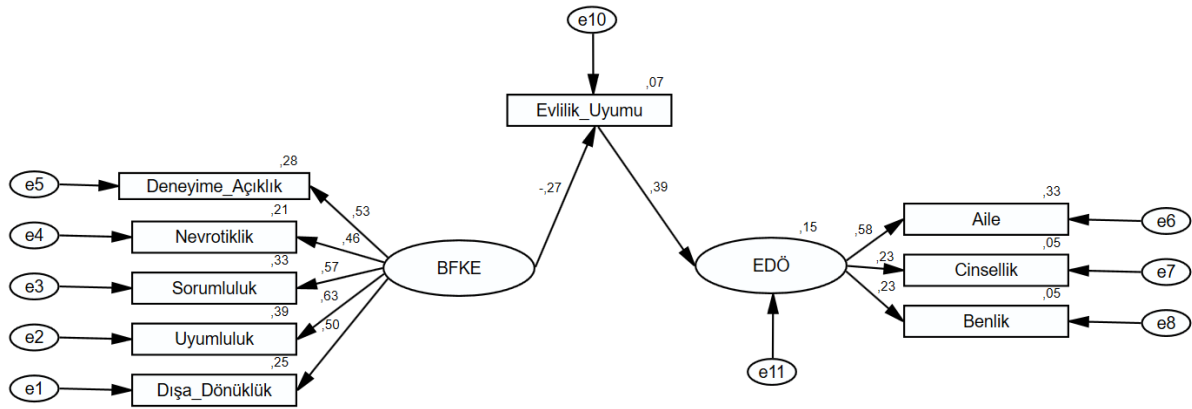 e10
,07
Evlilik_Uyumu
,28
e5
Deneyime_Açıklık
-,27
,39
,33
,53
,21
,15
,58
Aile
e6
e4
Nevrotiklik
,46
,05
,33
BFKE
EDÖ
,23
Cinsellik
e7
e3
Sorumluluk
,57
,23
,05
,39
,63
Benlik
e8
e2
Uyumluluk
,50
,25
e11
e1
Dışa_Dönüklük